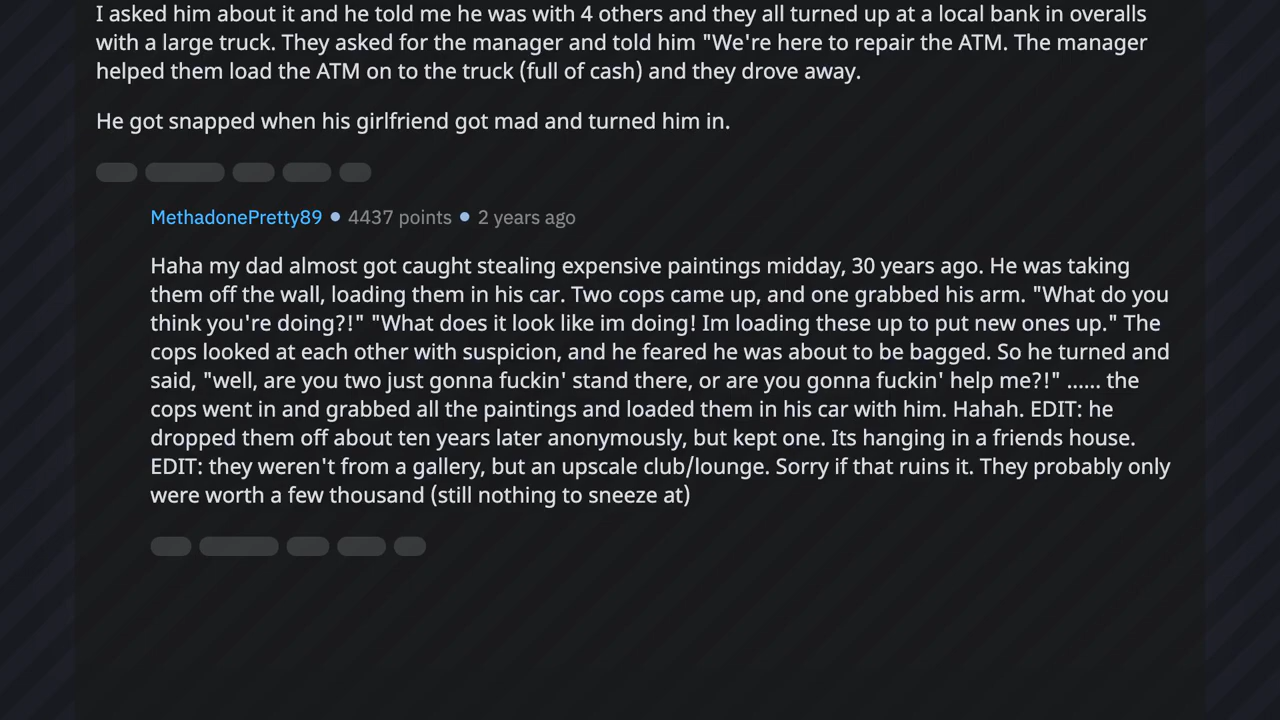 I asked him about it and he told me he was with 4 others and they all turned up at a local bank in overalls
with a large truck. They asked for the manager and told him "We're here to repair the ATM. The manager
helped them load the ATM on to the truck (full of cash) and they drove away.
He got snapped when his girlfriend got mad and turned him in.
MethadonePretty89 ● 4437 points ● 2 years ago
Haha my dad almost got caught stealing expensive paintings midday, 30 years ago. He was taking
them off the wall, loading them in his car. Two cops came up, and one grabbed his arm. "What do you
think you're doing?!" "What does it look like im doing! Im loading these up to put new ones up." The
cops looked at each other with suspicion, and he feared he was about to be bagged. So he turned and
said, "well, are you two just gonna fuckin' stand there, or are you gonna fuckin' help me?!" ...... the
cops went in and grabbed all the paintings and loaded them in his car with him. Hahah. EDIT: he
dropped them off about ten years later anonymously, but kept one. Its hanging in a friends house.
EDIT: they weren't from a gallery, but an upscale club/lounge. Sorry if that ruins it. They probably only
were worth a few thousand (still nothing to sneeze at)